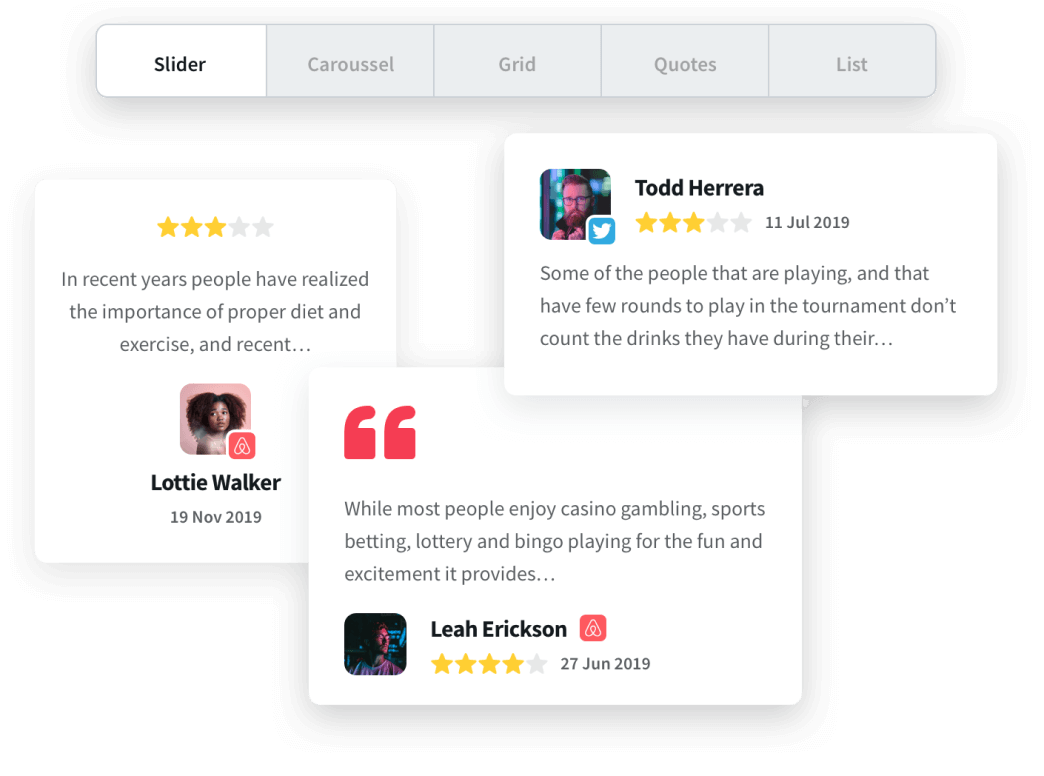 Slider
Caroussel
Grid
Quotes
List
In recent years people have realized
the importance of proper diet and
exercise, and recent…
Lottie Walker
19 Nov 2019
Todd Herrera
11 Jul 2019
Some of the people that are playing, and that
have few rounds to play in the tournament don’t
count the drinks they have during their…
While most people enjoy casino gambling, sports
betting, lottery and bingo playing for the fun and
excitement it provides…
Leah Erickson
27 Jun 2019